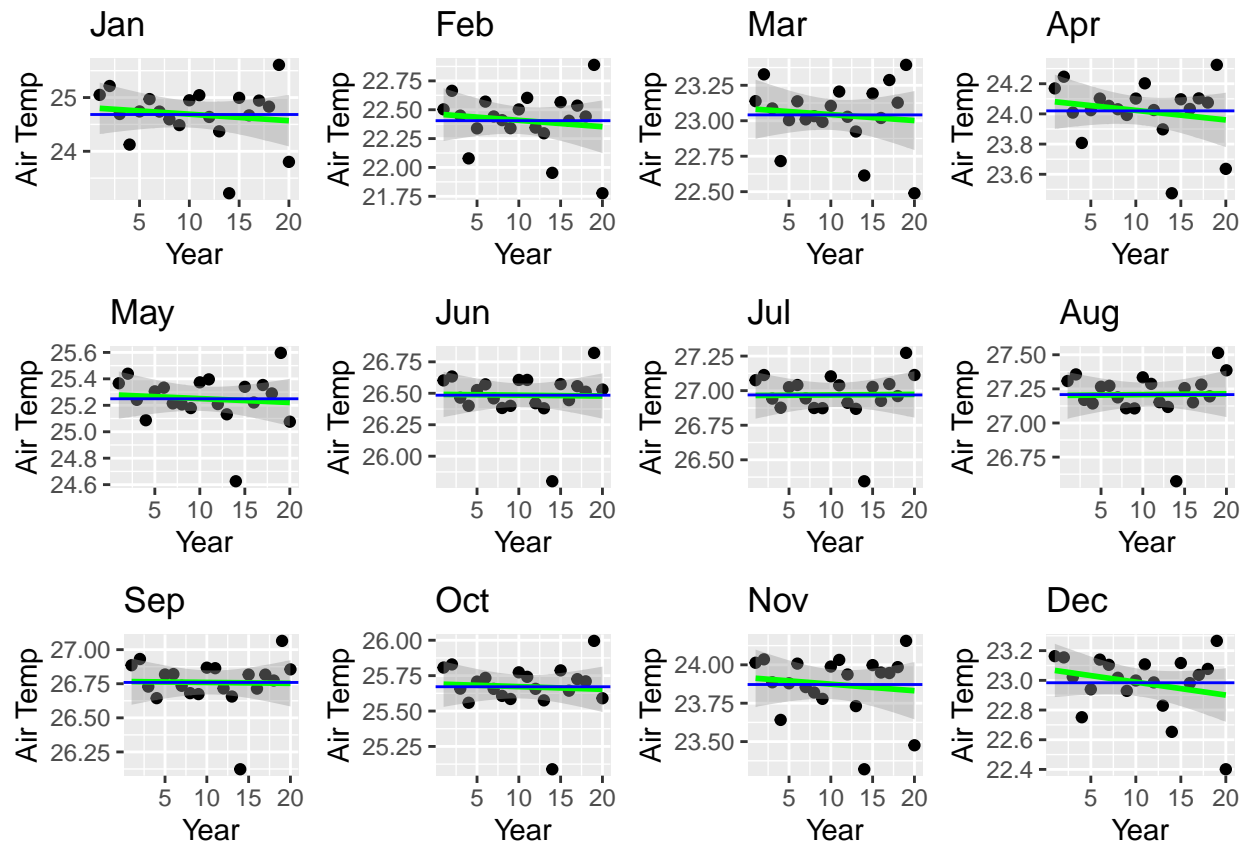 Jan
Feb
Mar
Apr
Air Temp
25
24
5
10
15
20
Year
Air Temp
22.75
22.50
22.25
22.00
21.75
5
10
15
20
Year
Air Temp
23.25
23.00
22.75
22.50
5
10
15
20
Year
Air Temp
24.2
24.0
23.8
23.6
5
10
15
20
Year
May
Jun
Jul
Aug
Air Temp
25.6
25.4
25.2
25.0
24.8
24.6
5
10
15
20
Year
Air Temp
26.75
26.50
26.25
26.00
5
10
15
20
Year
Air Temp
27.25
27.00
26.75
26.50
5
10
15
20
Year
Air Temp
27.50
27.25
27.00
26.75
5
10
15
20
Year
Sep
Oct
Nov
Dec
Air Temp
27.00
26.75
26.50
26.25
5
10
15
20
Year
Air Temp
26.00
25.75
25.50
25.25
5
10
15
20
Year
Air Temp
24.00
23.75
23.50
5
10
15
20
Year
Air Temp
23.2
23.0
22.8
22.6
22.4
5
10
15
20
Year